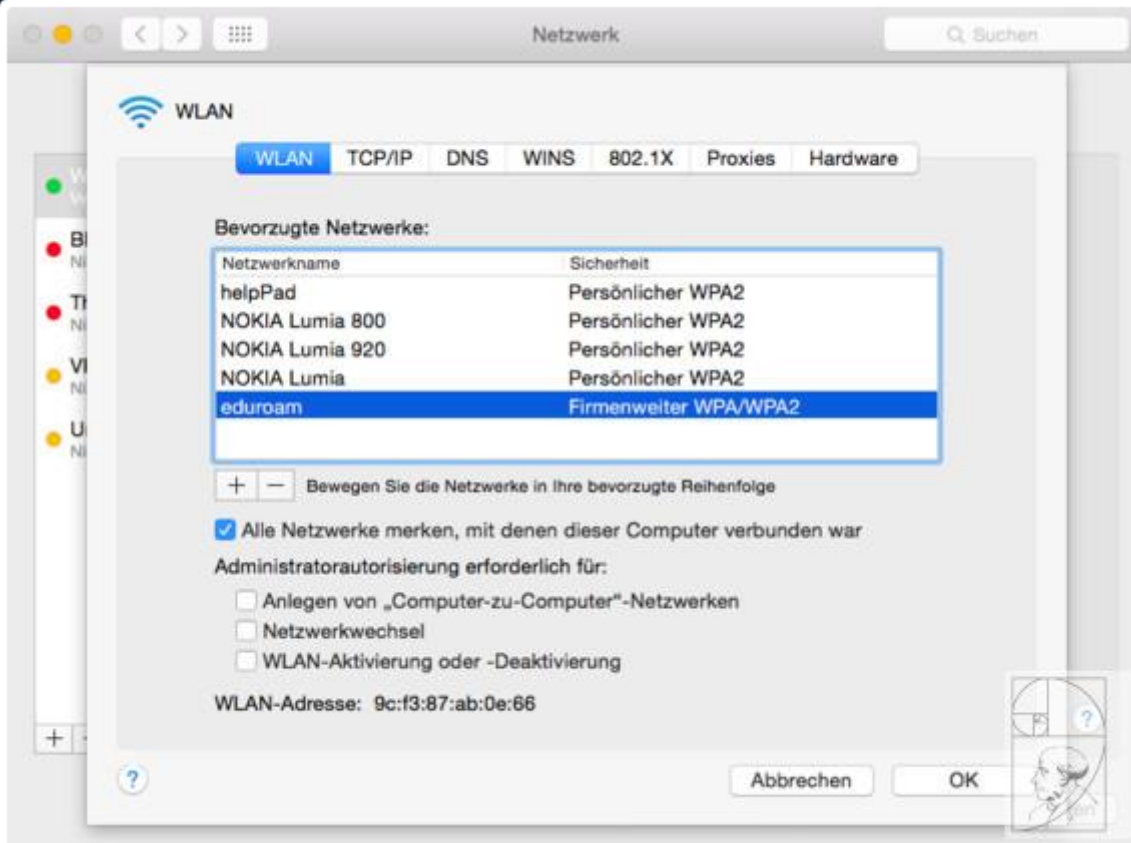 Netzwerk
Suchen
WLAN
WLAN TCP/IP DNS WINS 802.1X Proxies Hardware
Bevorzugte Netzwerke:
Netzwerkname Sicherheit
helpPad Persönlicher WPA2
NOKIA Lumia 800 Persönlicher WPA2
NOKIA Lumia 920 Persönlicher WPA2
NOKIA Lumia Persönlicher WPA2
eduroam Firmenweiter WPA/WPA2
+ − Bewegen Sie die Netzwerke in Ihre bevorzugte Reihenfolge
Alle Netzwerke merken, mit denen dieser Computer verbunden war
Administratorautorisierung erforderlich für:
Anlegen von „Computer-zu-Computer“-Netzwerken
Netzwerkwechsel
WLAN-Aktivierung oder -Deaktivierung
WLAN-Adresse: 9c:f3:87:ab:0e:66
? Abbrechen OK